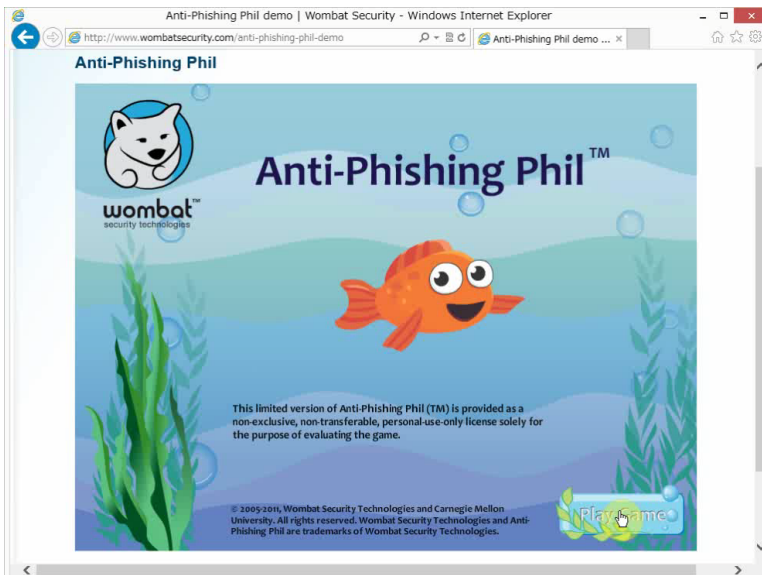 Anti-Phishing Phil demo | Wombat Security - Windows Internet Explorer
http://www.wombatsecurity.com/anti-phishing-phil-demo
Anti-Phishing Phil demo ...
Anti-Phishing Phil
Anti-Phishing Phil™
wombat™
security technologies
This limited version of Anti-Phishing Phil (TM) is provided as a
non-exclusive, non-transferable, personal-use-only license solely for
the purpose of evaluating the game.
© 2005-2011, Wombat Security Technologies and Carnegie Mellon
University. All rights reserved. Wombat Security Technologies and Anti-
Phishing Phil are trademarks of Wombat Security Technologies.
Play Game